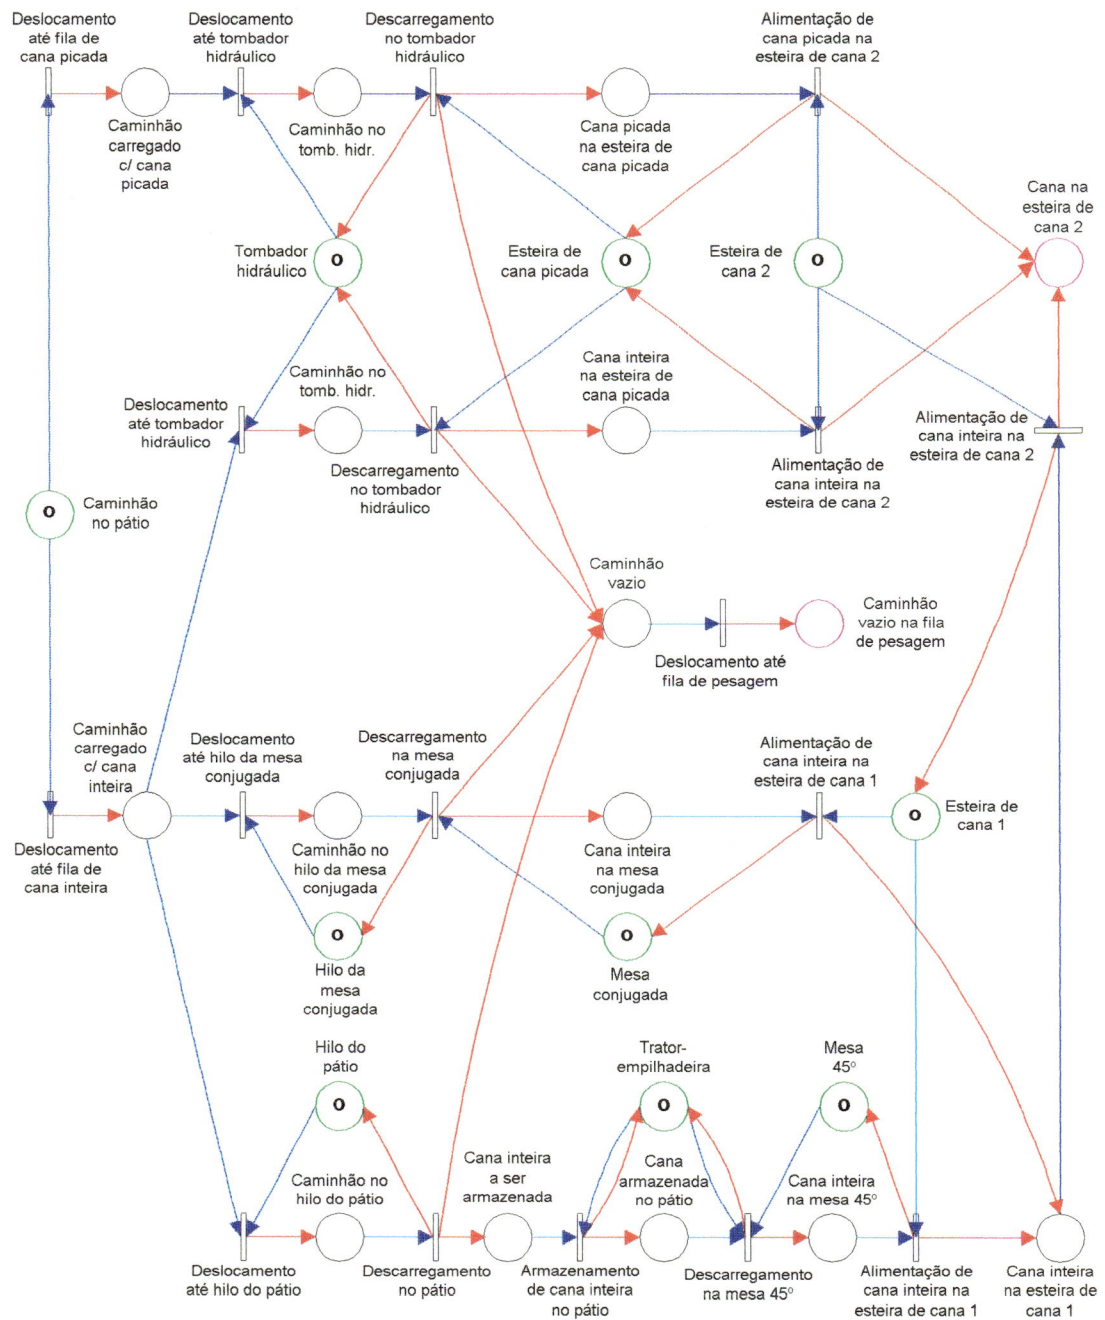 Deslocamento
até fila de
cana picada
Deslocamento
até tombador
hidráulico
Descarregamento
no tombador
hidráulico
Alimentação de
cana picada na
esteira de cana 2
Caminhão
carregado
c/ cana
picada
Caminhão no
tomb. hidr.
Cana picada
na esteira de
cana picada
Cana na
esteira de
cana 2
Tombador
hidráulico
o
Esteira de
cana picada
o
Esteira de
cana 2
o
Caminhão no
tomb. hidr.
Cana inteira
na esteira de
cana picada
Deslocamento
até tombador
hidráulico
Descarregamento
no tombador
hidráulico
Alimentação de
cana inteira na
esteira de cana 2
Alimentação de
cana inteira na
esteira de cana 2
o
Caminhão
no pátio
Caminhão
vazio
Caminhão
vazio na fila
de pesagem
Deslocamento até
fila de pesagem
Caminhão
carregado
c/ cana
inteira
Deslocamento
até hilo da mesa
conjugada
Descarregamento
na mesa
conjugada
Alimentação de
cana inteira na
esteira de cana 1
o
Esteira de
cana 1
Deslocamento
até fila de
cana inteira
Caminhão no
hilo da mesa
conjugada
Cana inteira
na mesa
conjugada
o
Hilo da
mesa
conjugada
o
Mesa
conjugada
Hilo do
pátio
o
Trator-
empilhadeira
o
Mesa
45º
o
Caminhão no
hilo do pátio
Cana inteira
a ser
armazenada
Cana
armazenada
no pátio
Cana inteira
na mesa 45º
Deslocamento
até hilo do pátio
Descarregamento
no pátio
Armazenamento
de cana inteira
no pátio
Descarregamento
na mesa 45º
Alimentação de
cana inteira na
esteira de cana 1
Cana inteira
na esteira de
cana 1